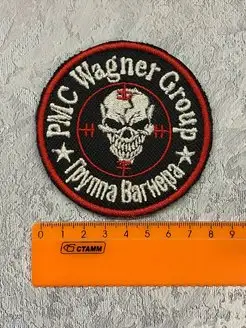 PMC Wagner Group
Группа Вагнера
0 1 2 3 4 5 6 7 8 9
СТАММ